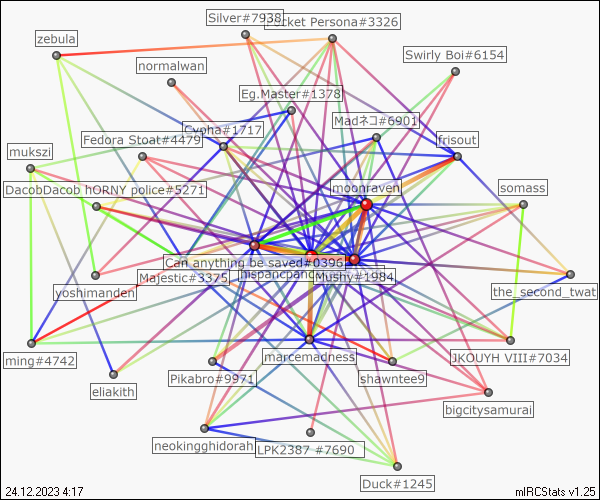 Silver#7938
Pocket Persona#3326
zebula
Swirly Boi#6154
normalwan
Eg.Master#1378
Madネコ#6901
Cypha#1717
Fedora Stoat#4479
frisout
mukszi
DacobDacob hORNY police#5271
moonraven
somass
Can.anything·be·saved#0396
Majestic#3375
Mushy#1984
yoshimanden
the_second_twat
ming#4742
marcemadness
JKOUYH VIII#7034
eliakith
Pikabro#9971
shawntee9
bigcitysamurai
neokingghidorah
LPK2387 #7690
Duck#1245
24.12.2023 4:17
mIRCStats v1.25